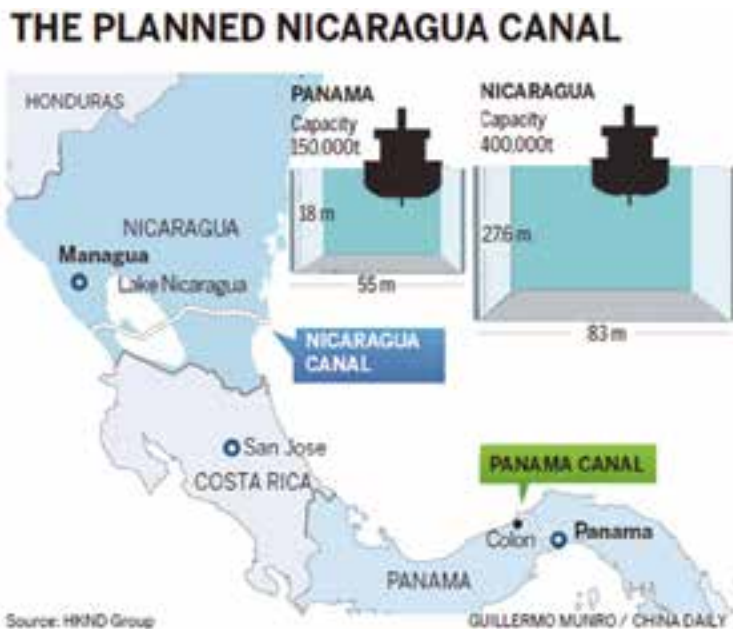 THE PLANNED NICARAGUA CANAL
HONDURAS
PANAMA
Capacity
150.000t
18 m
55 m
NICARAGUA
Capacity
400.000t
27.6 m
83 m
NICARAGUA
Managua
Lake Nicaragua
NICARAGUA
CANAL
San Jose
COSTA RICA
PANAMA CANAL
Colon
Panama
PANAMA
Source: HKND Group
GUILLERMO MUNRO / CHINA DAILY